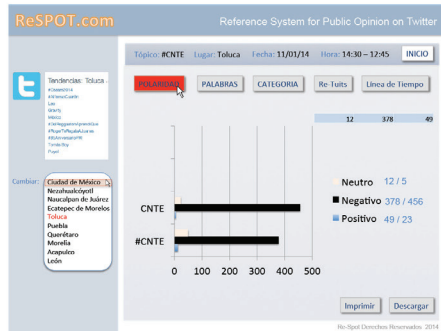 ReSPOT.com
Reference System for Public Opinion on Twitter
Tópico: #CNTE Lugar: Toluca Fecha: 11/01/14 Hora: 14:30 – 12:45 INICIO
Tendencias: Toluca
POLARIDAD PALABRAS CATEGORIA Re-Tuits Linea de Tiempo
Gravity
México
12 378 49
Cambiar:
Ciudad de México
Nezahualcóyotl
Naucalpan de Juárez
Ecatepec de Morelos
Toluca
Puebla
Querétaro
Morelia
Acapulco
León
CNTE
#CNTE
0 100 200 300 400 500
Neutro 12 / 5
Negativo 378 / 456
Positivo 49 / 23
Imprimir Descargar
Re-Spot Derechos Reservados 2014